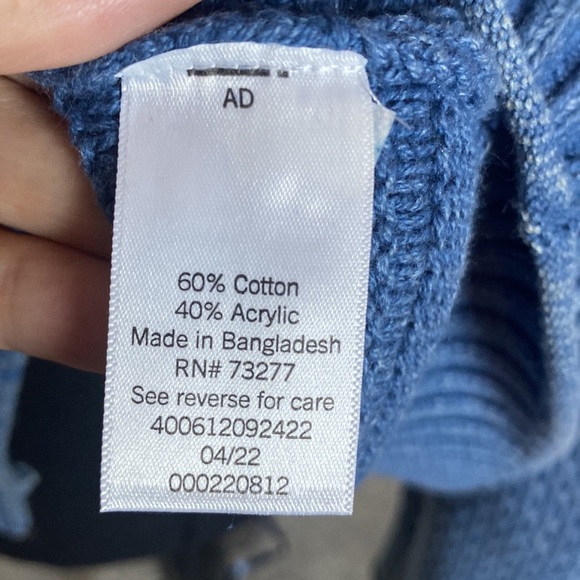 AD
60% Cotton
40% Acrylic
Made in Bangladesh
RN# 73277
See reverse for care
400612092422
04/22
000220812